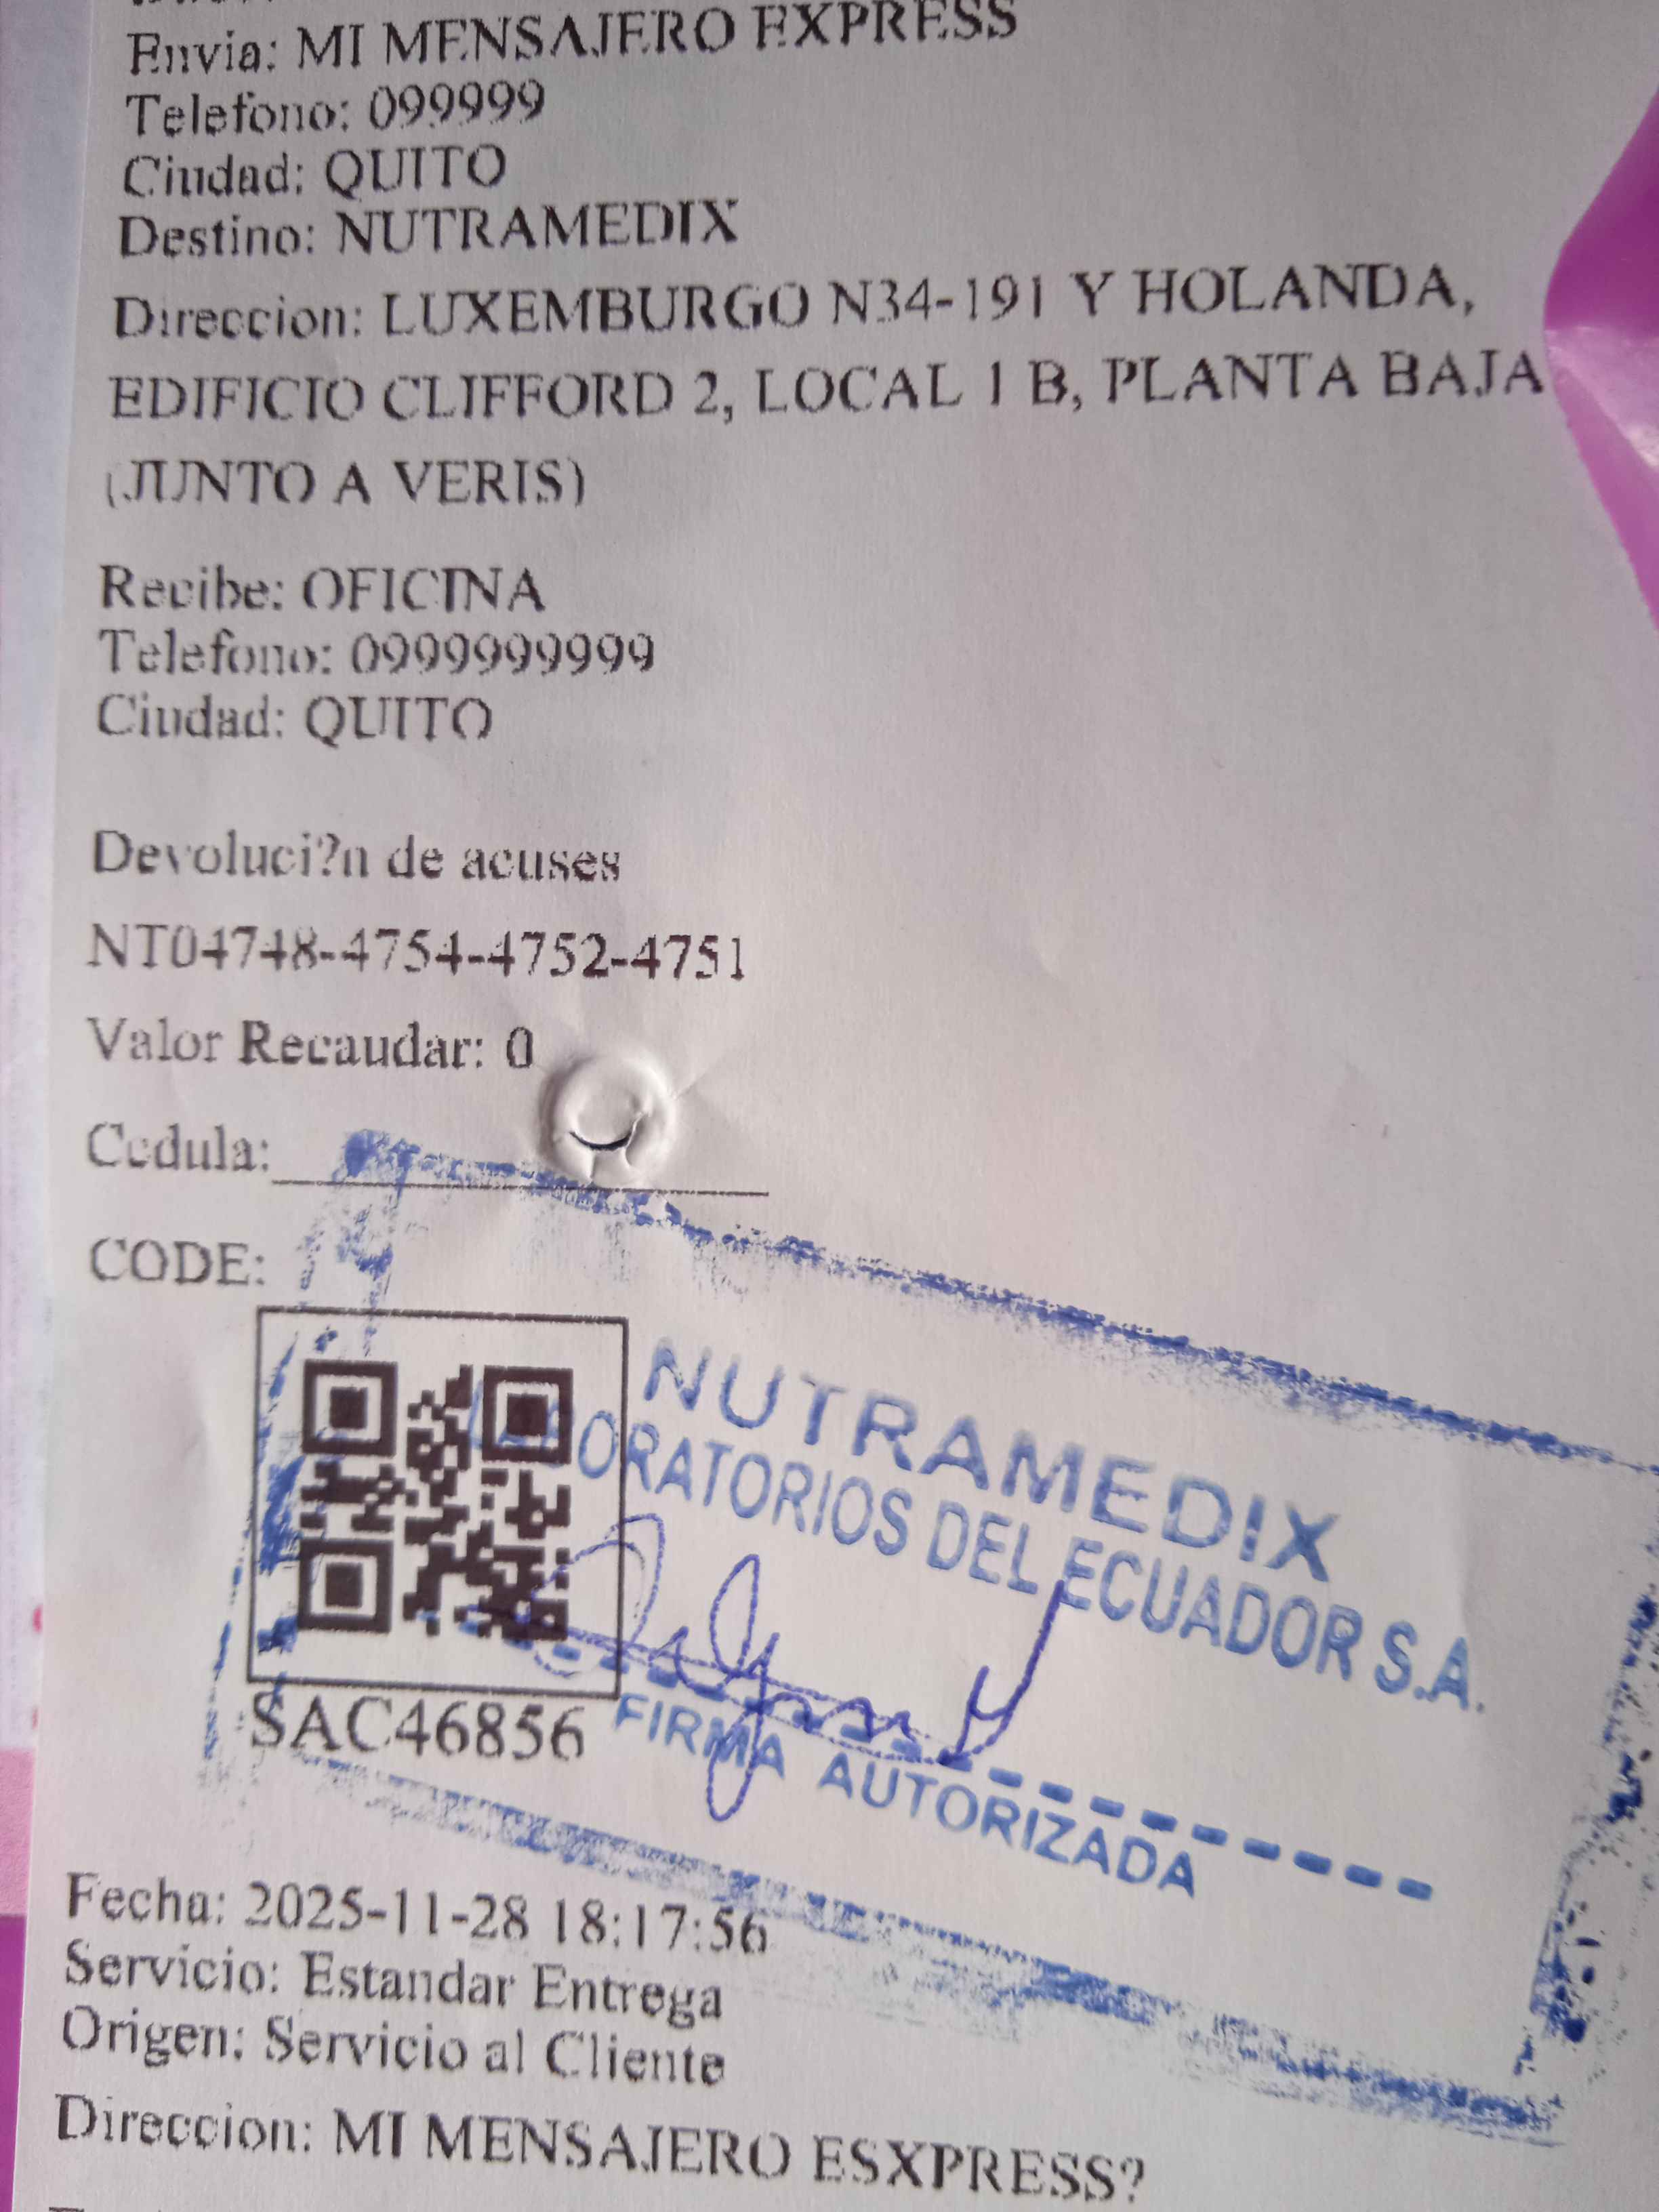 Envia: MI MENSAJERO EXPRESS
Telefono: 099999
Ciudad: QUITO
Destino: NUTRAMEDIX
Direccion: LUXEMBURGO N34-191 Y HOLANDA,
EDIFICIO CLIFFORD 2, LOCAL 1 B, PLANTA BAJA
(JUNTO A VERIS)
Recibe: OFICINA
Telefono: 0999999999
Ciudad: QUITO
Devoluci?n de acuses
NT04748-4754-4752-4751
Valor Recaudar: 0
Cedula:
CODE:
NUTRAMEDIX
LABORATORIOS DEL ECUADOR S.A.
FIRMA AUTORIZADA
SAC46856
Fecha: 2025-11-28 18:17:56
Servicio: Estandar Entrega
Origen: Servicio al Cliente
Direccion: MI MENSAJERO ESXPRESS?